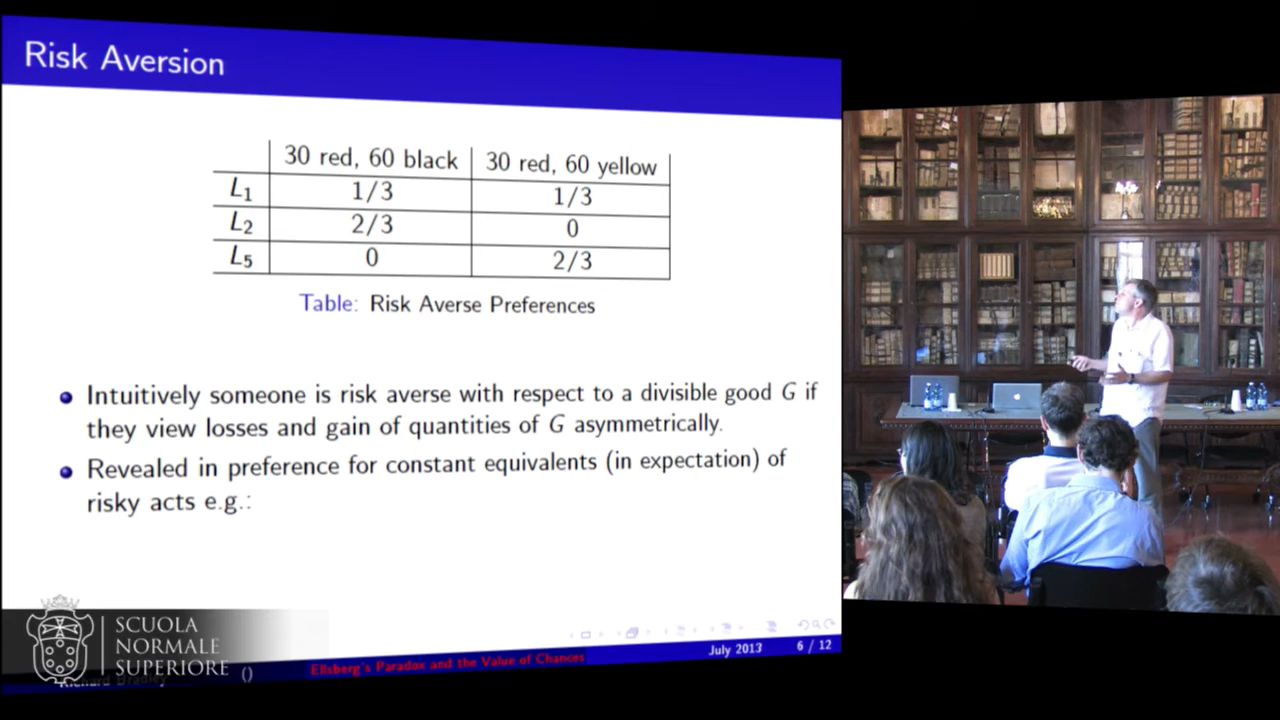 Risk Aversion
30 red, 60 black 30 red, 60 yellow
L1 1/3 1/3
L2 2/3 0
L5 0 2/3
Table: Risk Averse Preferences
Intuitively someone is risk averse with respect to a divisible good G if
they view losses and gain of quantities of G asymmetrically.
Revealed in preference for constant equivalents (in expectation) of
risky acts e.g.:
SCUOLA
NORMALE
SUPERIORE
Richard Bradley () Ellsberg's Paradox and the Value of Chances July 2013 6 / 12